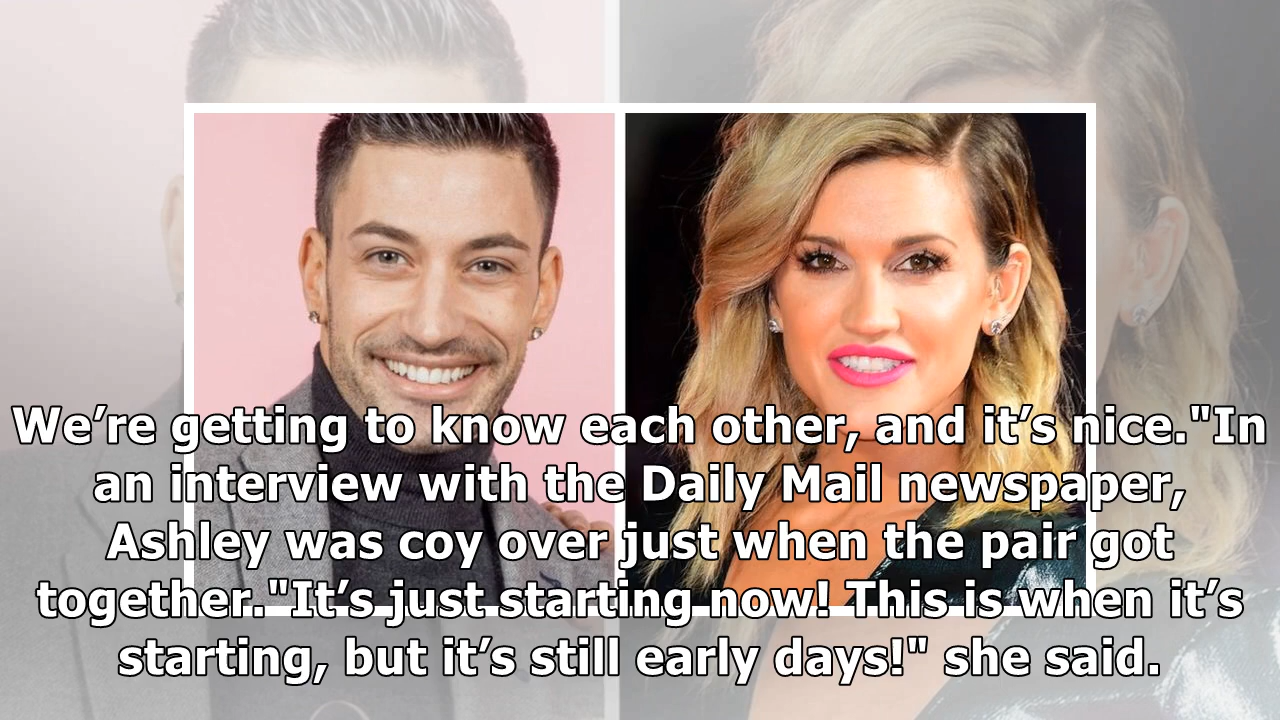 We’re getting to know each other, and it’s nice."In
an interview with the Daily Mail newspaper,
Ashley was coy over just when the pair got
together."It’s just starting now! This is when it’s
starting, but it’s still early days!" she said.